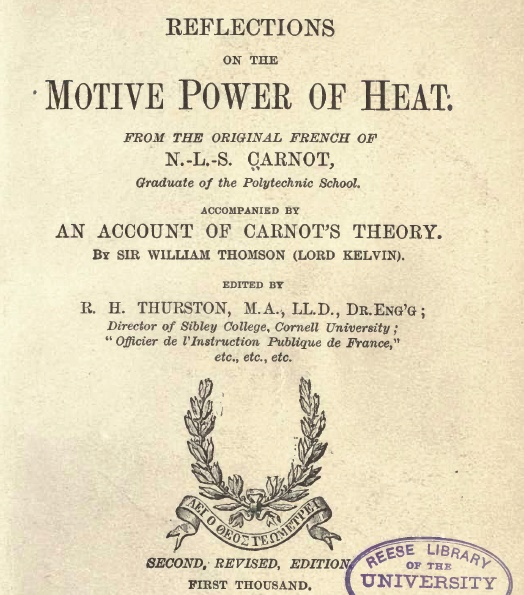 REFLECTIONS
ON THE
MOTIVE POWER OF HEAT.
FROM THE ORIGINAL FRENCH OF
N.-L.-S. CARNOT,
Graduate of the Polytechnic School.
ACCOMPANIED BY
AN ACCOUNT OF CARNOT'S THEORY.
BY SIR WILLIAM THOMSON (LORD KELVIN).
EDITED BY
R. H. THURSTON, M.A., LL.D., DR.ENG'G;
Director of Sibley College, Cornell University;
"Officier de l'Instruction Publique de France,"
etc., etc., etc.
ΑΕΙ Ο ΘΕΟΣ ΓΕΩΜΕΤΡΕΙ
SECOND, REVISED, EDITION
FIRST THOUSAND.
REESE LIBRARY
OF THE
UNIVERSITY